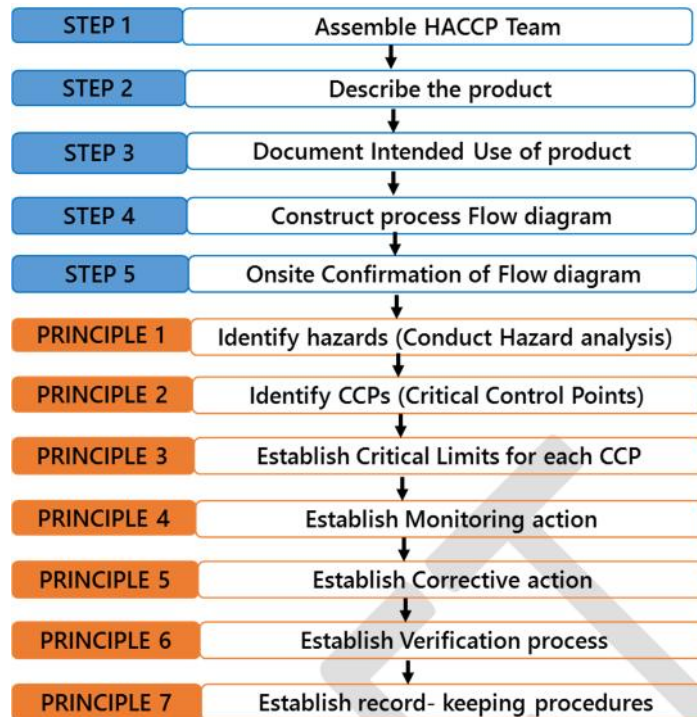 STEP 1 Assemble HACCP Team
STEP 2 Describe the product
STEP 3 Document Intended Use of product
STEP 4 Construct process Flow diagram
STEP 5 Onsite Confirmation of Flow diagram
PRINCIPLE 1 Identify hazards (Conduct Hazard analysis)
PRINCIPLE 2 Identify CCPs (Critical Control Points)
PRINCIPLE 3 Establish Critical Limits for each CCP
PRINCIPLE 4 Establish Monitoring action
PRINCIPLE 5 Establish Corrective action
PRINCIPLE 6 Establish Verification process
PRINCIPLE 7 Establish record- keeping procedures